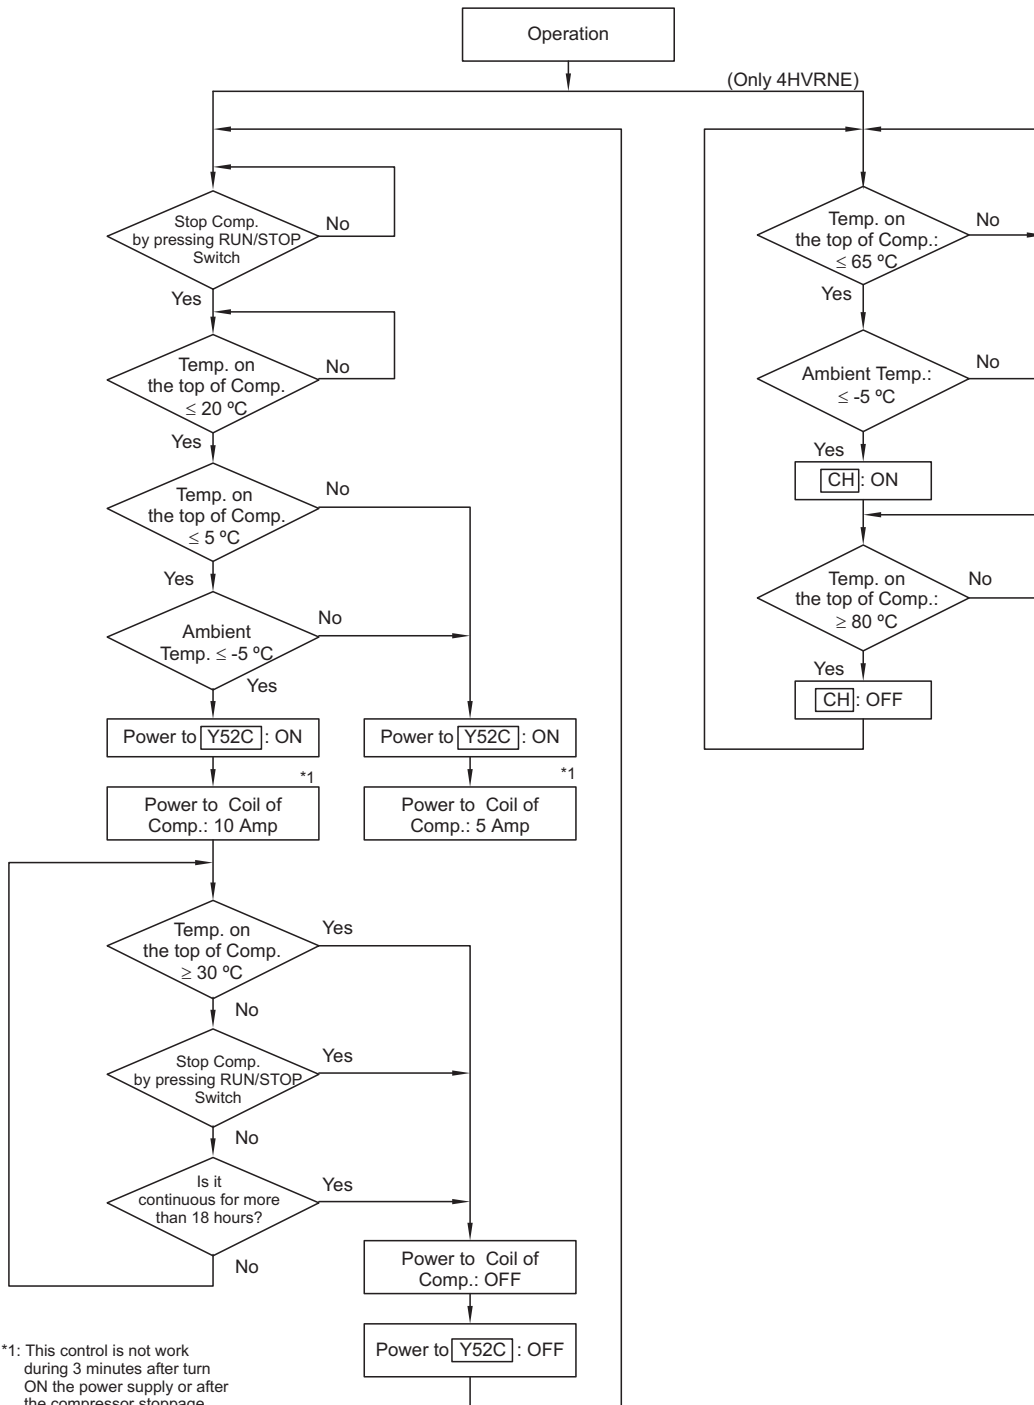 Operation
(Only 4HVRNE)
Stop Comp.
by pressing RUN/STOP
Switch
No
Yes
Temp. on
the top of Comp.
≤ 20 ºC
No
Yes
Temp. on
the top of Comp.
≤ 5 ºC
No
Yes
Ambient
Temp. ≤ -5 ºC
No
Yes
Power to Y52C : ON
Power to Y52C : ON
*1
Power to Coil of
Comp.: 10 Amp
*1
Power to Coil of
Comp.: 5 Amp
Temp. on
the top of Comp.
≥ 30 ºC
Yes
No
Stop Comp.
by pressing RUN/STOP
Switch
Yes
No
Is it
continuous for more
than 18 hours?
Yes
No
Power to Coil of
Comp.: OFF
Power to Y52C : OFF
Temp. on
the top of Comp.:
≤ 65 ºC
No
Yes
Ambient Temp.:
≤ -5 ºC
No
Yes
CH : ON
Temp. on
the top of Comp.:
≥ 80 ºC
No
Yes
CH : OFF
*1: This control is not work
during 3 minutes after turn
ON the power supply or after
the compressor stoppage